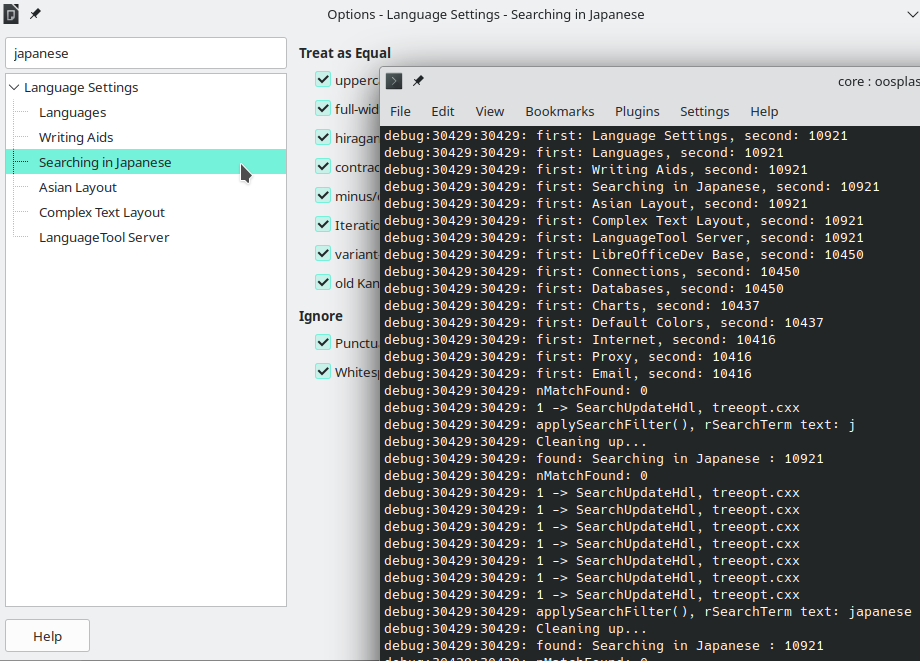 Options - Language Settings - Searching in Japanese
japanese
Language Settings
Languages
Writing Aids
Searching in Japanese
Asian Layout
Complex Text Layout
LanguageTool Server
Help
Treat as Equal
upperca
full-wid
hiragan
contrac
minus/
Iteratio
variant
old Kan
Ignore
Punctu
Whites
core : oosplas
File Edit View Bookmarks Plugins Settings Help
debug:30429:30429: first: Language Settings, second: 10921
debug:30429:30429: first: Languages, second: 10921
debug:30429:30429: first: Writing Aids, second: 10921
debug:30429:30429: first: Searching in Japanese, second: 10921
debug:30429:30429: first: Asian Layout, second: 10921
debug:30429:30429: first: Complex Text Layout, second: 10921
debug:30429:30429: first: LanguageTool Server, second: 10921
debug:30429:30429: first: LibreOfficeDev Base, second: 10450
debug:30429:30429: first: Connections, second: 10450
debug:30429:30429: first: Databases, second: 10450
debug:30429:30429: first: Charts, second: 10437
debug:30429:30429: first: Default Colors, second: 10437
debug:30429:30429: first: Internet, second: 10416
debug:30429:30429: first: Proxy, second: 10416
debug:30429:30429: first: Email, second: 10416
debug:30429:30429: nMatchFound: 0
debug:30429:30429: 1 -> SearchUpdateHdl, treeopt.cxx
debug:30429:30429: applySearchFilter(), rSearchTerm text: j
debug:30429:30429: Cleaning up...
debug:30429:30429: found: Searching in Japanese : 10921
debug:30429:30429: nMatchFound: 0
debug:30429:30429: 1 -> SearchUpdateHdl, treeopt.cxx
debug:30429:30429: 1 -> SearchUpdateHdl, treeopt.cxx
debug:30429:30429: 1 -> SearchUpdateHdl, treeopt.cxx
debug:30429:30429: 1 -> SearchUpdateHdl, treeopt.cxx
debug:30429:30429: 1 -> SearchUpdateHdl, treeopt.cxx
debug:30429:30429: 1 -> SearchUpdateHdl, treeopt.cxx
debug:30429:30429: 1 -> SearchUpdateHdl, treeopt.cxx
debug:30429:30429: applySearchFilter(), rSearchTerm text: japanese
debug:30429:30429: Cleaning up...
debug:30429:30429: found: Searching in Japanese : 10921